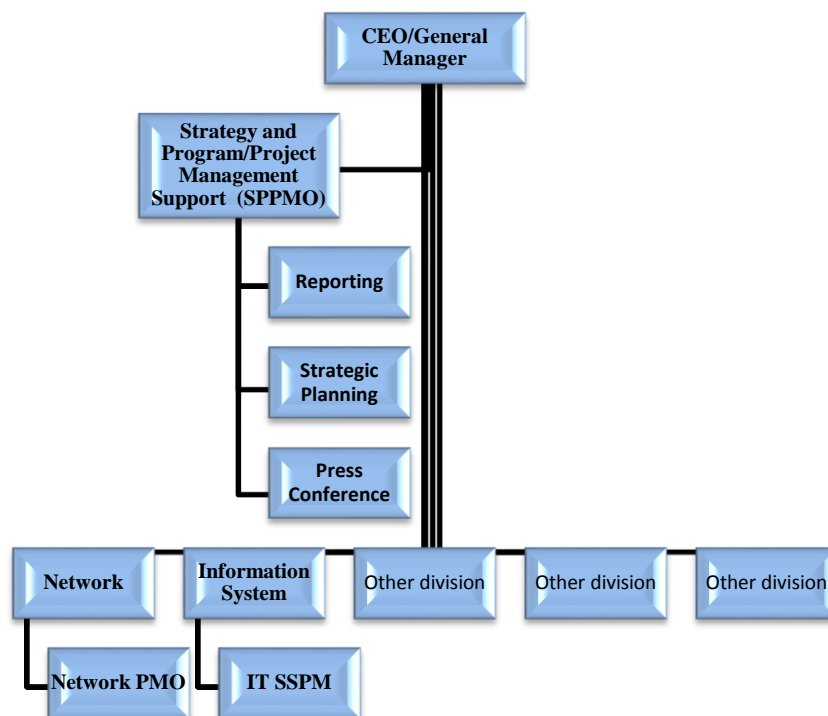 CEO/General
Manager
Strategy and
Program/Project
Management
Support (SPPMO)
Reporting
Strategic
Planning
Press
Conference
Network
Information
System
Other division
Other division
Other division
Network PMO
IT SSPM